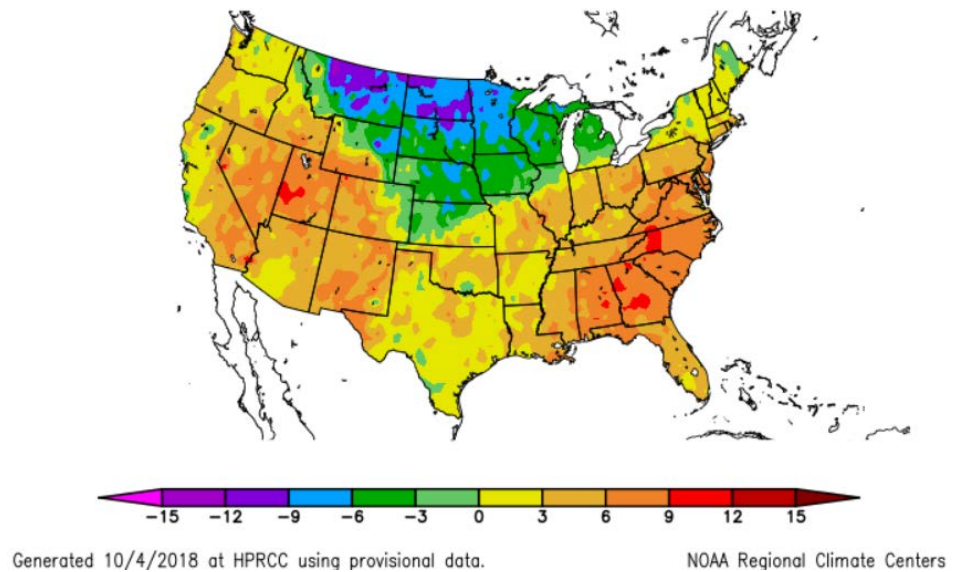 -15 -12 -9 -6 -3 0 3 6 9 12 15
Generated 10/4/2018 at HPRCC using provisional data. NOAA Regional Climate Centers